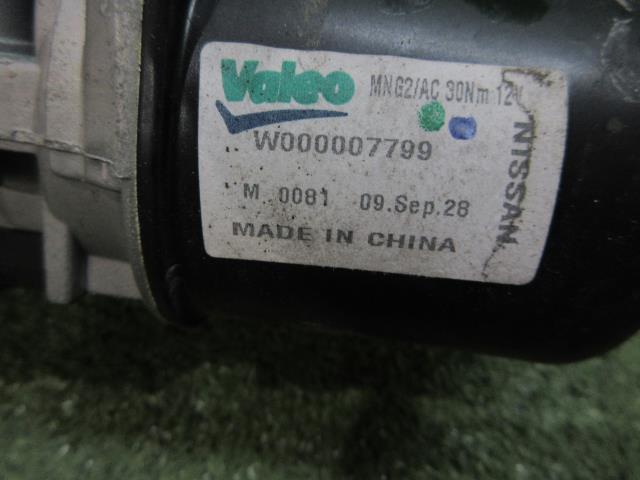 Valeo MNG2/AC 30Nm 12V
W000007799
M 0081 09.Sep.28
MADE IN CHINA
NISSAN